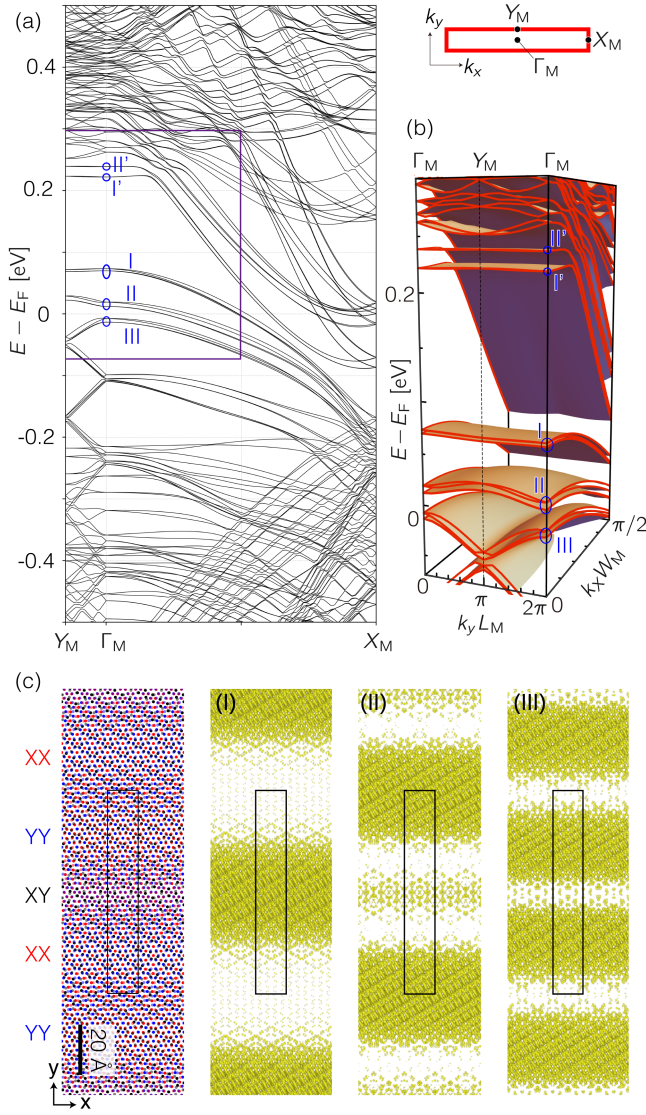 (a)
0.4
0.2
0
-0.2
-0.4
E − E_F [eV]
II'
I'
I
II
III
Y_M
Γ_M
X_M
k_y
k_x
Y_M
X_M
Γ_M
(b)
Γ_M
Y_M
Γ_M
II'
I'
0.2
I
II
III
0
E − E_F [eV]
π/2
k_x W_M
0
0
π
2π
k_y L_M
(c)
(I)
(II)
(III)
XX
YY
XY
XX
YY
20 Å
y
x